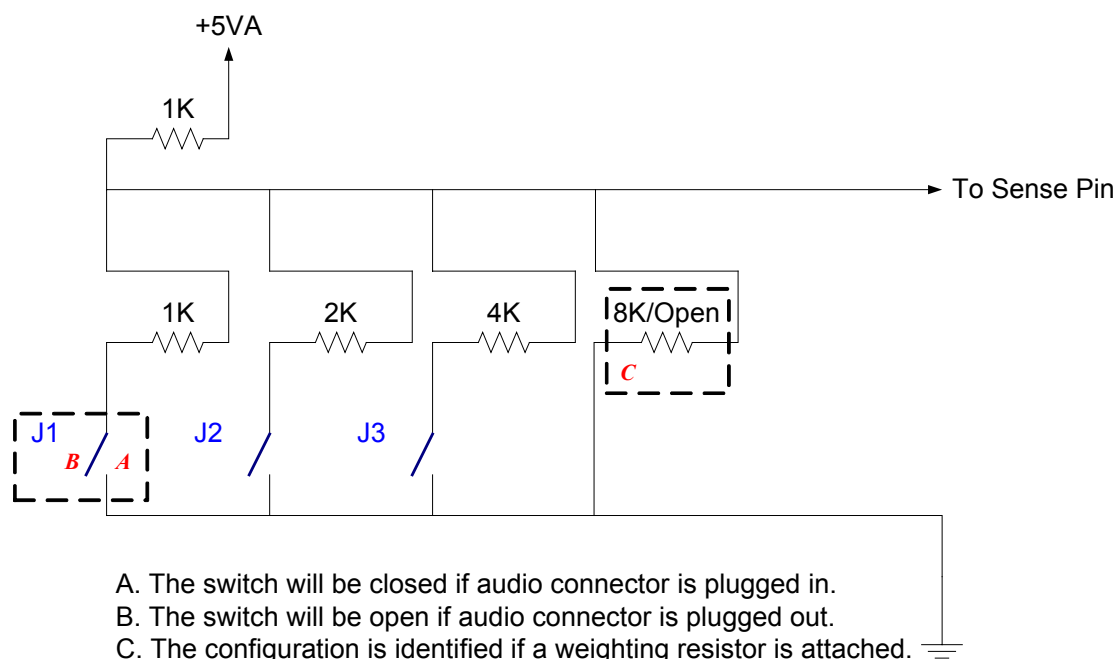 +5VA
1K
To Sense Pin
1K
2K
4K
8K/Open
C
J1
J2
J3
B
A
A. The switch will be closed if audio connector is plugged in.
B. The switch will be open if audio connector is plugged out.
C. The configuration is identified if a weighting resistor is attached.